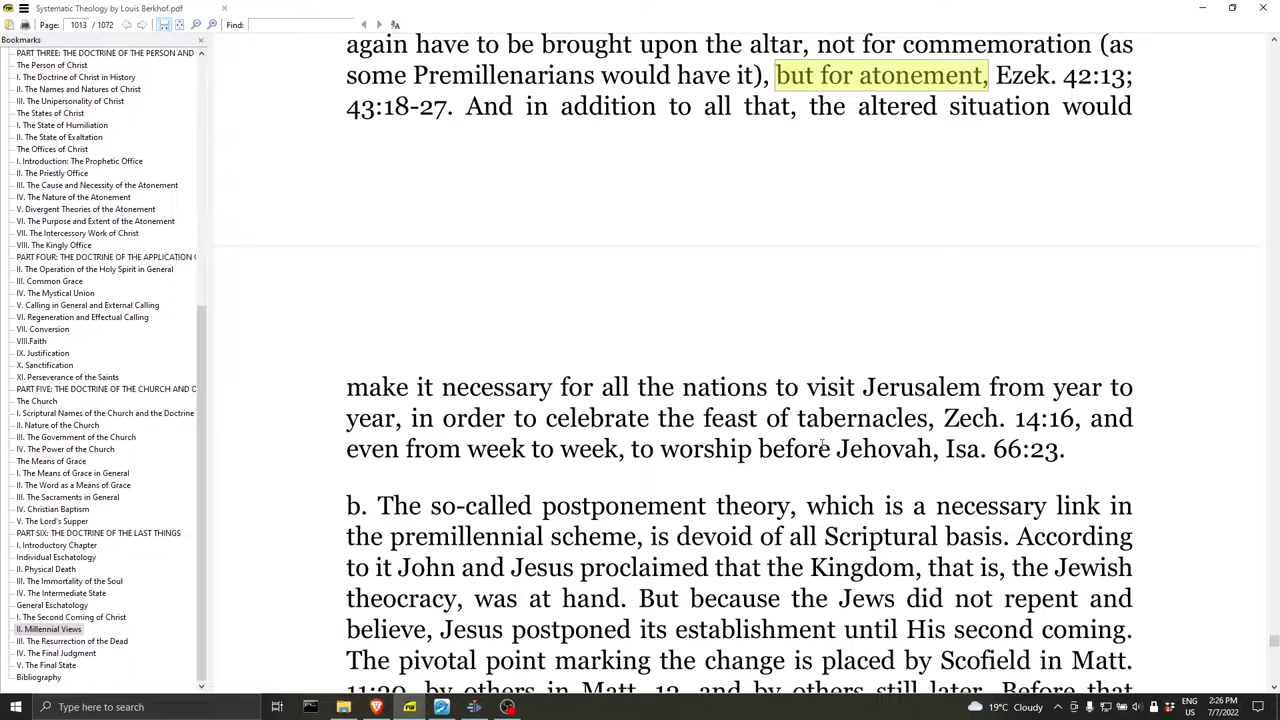 Systematic Theology by Louis Berkhof.pdf
Page: 1013 / 1072
Find:
Bookmarks
PART THREE: THE DOCTRINE OF THE PERSON AND
The Person of Christ
I. The Doctrine of Christ in History
II. The Names and Natures of Christ
III. The Unipersonality of Christ
The States of Christ
I. The State of Humiliation
II. The State of Exaltation
The Offices of Christ
I. Introduction: The Prophetic Office
II. The Priestly Office
III. The Cause and Necessity of the Atonement
IV. The Nature of the Atonement
V. Divergent Theories of the Atonement
VI. The Purpose and Extent of the Atonement
VII. The Intercessory Work of Christ
VIII. The Kingly Office
PART FOUR: THE DOCTRINE OF THE APPLICATION
II. The Operation of the Holy Spirit in General
III. Common Grace
IV. The Mystical Union
V. Calling in General and External Calling
VI. Regeneration and Effectual Calling
VII. Conversion
VIII.Faith
IX. Justification
X. Sanctification
XI. Perseverance of the Saints
PART FIVE: THE DOCTRINE OF THE CHURCH AND
The Church
I. Scriptural Names of the Church and the Doctrine
II. Nature of the Church
III. The Government of the Church
IV. The Power of the Church
The Means of Grace
I. The Means of Grace in General
II. The Word as a Means of Grace
III. The Sacraments in General
IV. Christian Baptism
V. The Lord's Supper
PART SIX: THE DOCTRINE OF THE LAST THINGS
I. Introductory Chapter
Individual Eschatology
II. Physical Death
III. The Immortality of the Soul
IV. The Intermediate State
General Eschatology
I. The Second Coming of Christ
II. Millennial Views
III. The Resurrection of the Dead
IV. The Final Judgment
V. The Final State
Bibliography
again have to be brought upon the altar, not for commemoration (as
some Premillenarians would have it), but for atonement, Ezek. 42:13;
43:18-27. And in addition to all that, the altered situation would
make it necessary for all the nations to visit Jerusalem from year to
year, in order to celebrate the feast of tabernacles, Zech. 14:16, and
even from week to week, to worship before Jehovah, Isa. 66:23.
b. The so-called postponement theory, which is a necessary link in
the premillennial scheme, is devoid of all Scriptural basis. According
to it John and Jesus proclaimed that the Kingdom, that is, the Jewish
theocracy, was at hand. But because the Jews did not repent and
believe, Jesus postponed its establishment until His second coming.
The pivotal point marking the change is placed by Scofield in Matt.
11:20, by others in Matt. 12, and by others still later. Before that
Type here to search
19°C Cloudy
ENG
US
2:26 PM
7/7/2022